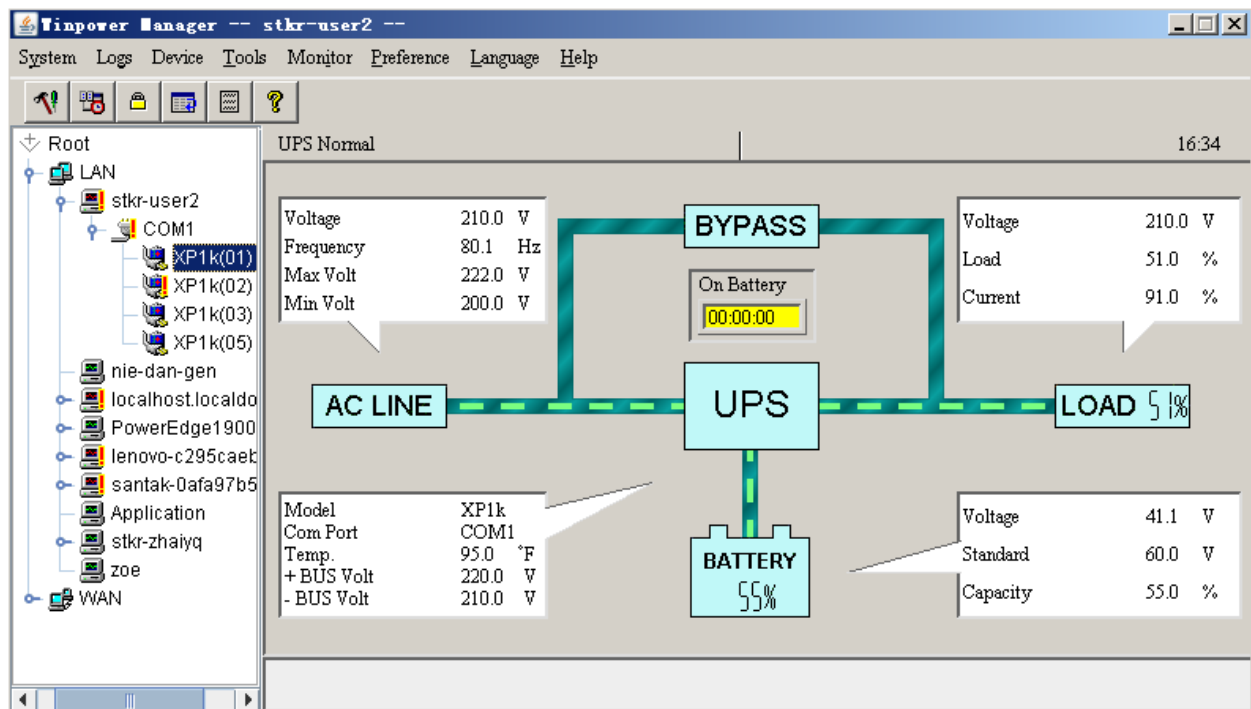 Winpower Manager -- stkr-user2 --
System Logs Device Tools Monitor Preference Language Help
Root
LAN
stkr-user2
COM1
XP1k(01)
XP1k(02)
XP1k(03)
XP1k(05)
nie-dan-gen
localhost.localdo
PowerEdge1900
lenovo-c295caeb
santak-0afa97b5
Application
stkr-zhaiyq
zoe
WAN
UPS Normal 16:34
Voltage 210.0 V
Frequency 80.1 Hz
Max Volt 222.0 V
Min Volt 200.0 V
BYPASS
On Battery
00:00:00
Voltage 210.0 V
Load 51.0 %
Current 91.0 %
AC LINE
UPS
LOAD 51%
Model XP1k
Com Port COM1
Temp. 95.0 °F
+ BUS Volt 220.0 V
- BUS Volt 210.0 V
BATTERY
55%
Voltage 41.1 V
Standard 60.0 V
Capacity 55.0 %